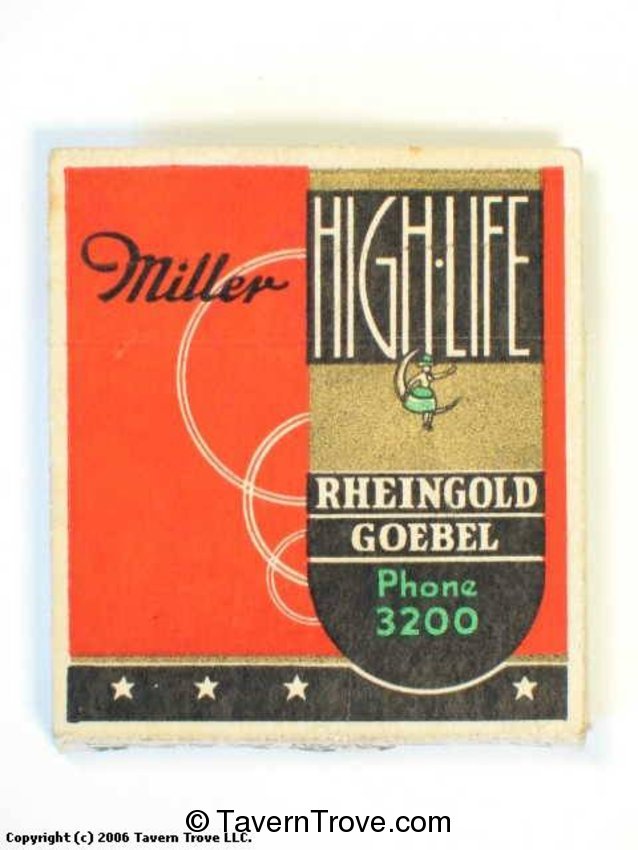 Miller
HIGH·LIFE
RHEINGOLD
GOEBEL
Phone
3200
© TavernTrove.com
Copyright (c) 2006 Tavern Trove LLC.